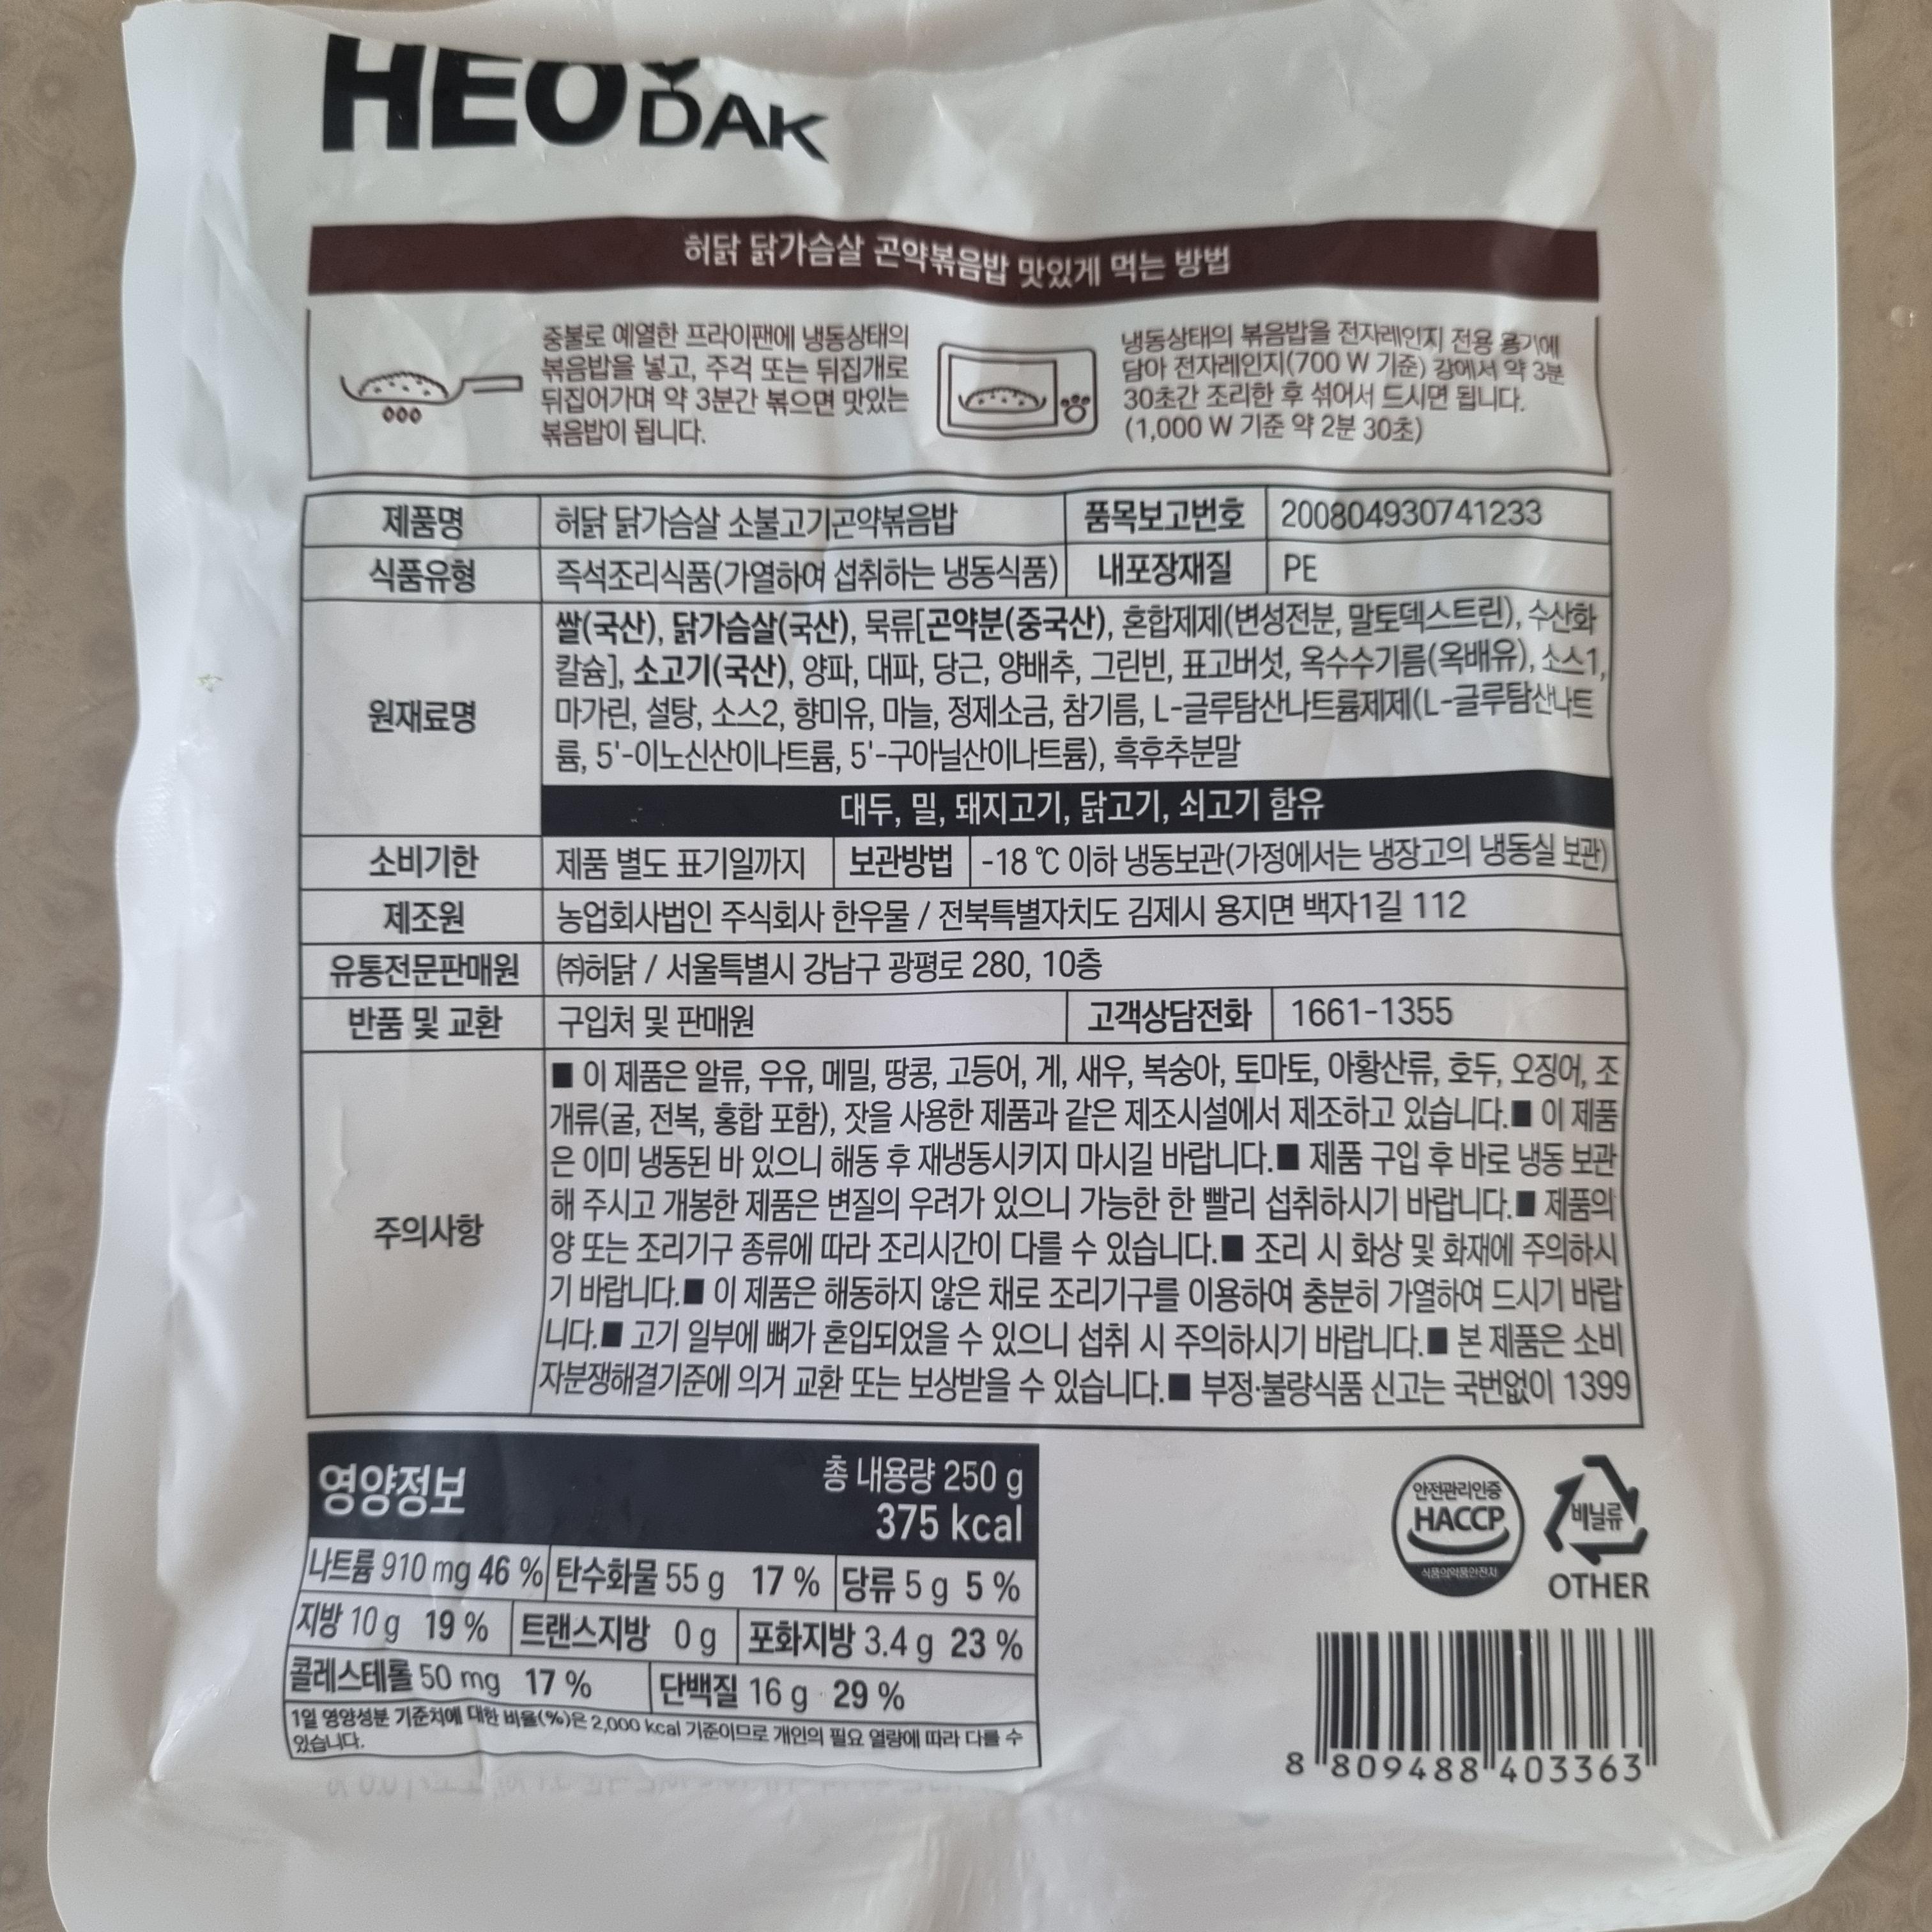 HEO DAK
허닭 닭가슴살 곤약볶음밥 맛있게 먹는 방법
중불로 예열한 프라이팬에 냉동상태의
볶음밥을 넣고, 주걱 또는 뒤집개로
뒤집어가며 약 3분간 볶으면 맛있는
볶음밥이 됩니다.
냉동상태의 볶음밥을 전자레인지 전용 용기에
담아 전자레인지(700 W 기준) 강에서 약 3분
30초간 조리한 후 섞어서 드시면 됩니다.
(1,000 W 기준 약 2분 30초)
제품명 허닭 닭가슴살 소불고기곤약볶음밥 품목보고번호 200804930741233
식품유형 즉석조리식품(가열하여 섭취하는 냉동식품) 내포장재질 PE
원재료명
쌀(국산), 닭가슴살(국산), 묵류[곤약분(중국산), 혼합제제(변성전분, 말토덱스트린), 수산화
칼슘], 소고기(국산), 양파, 대파, 당근, 양배추, 그린빈, 표고버섯, 옥수수기름(옥배유), 소스1,
마가린, 설탕, 소스2, 향미유, 마늘, 정제소금, 참기름, L-글루탐산나트륨제제(L-글루탐산나트
륨, 5'-이노신산이나트륨, 5'-구아닐산이나트륨), 흑후추분말
대두, 밀, 돼지고기, 닭고기, 쇠고기 함유
소비기한 제품 별도 표기일까지 보관방법 -18 ℃ 이하 냉동보관(가정에서는 냉장고의 냉동실 보관)
제조원 농업회사법인 주식회사 한우물 / 전북특별자치도 김제시 용지면 백자1길 112
유통전문판매원 ㈜허닭 / 서울특별시 강남구 광평로 280, 10층
반품 및 교환 구입처 및 판매원 고객상담전화 1661-1355
주의사항
■ 이 제품은 알류, 우유, 메밀, 땅콩, 고등어, 게, 새우, 복숭아, 토마토, 아황산류, 호두, 오징어, 조
개류(굴, 전복, 홍합 포함), 잣을 사용한 제품과 같은 제조시설에서 제조하고 있습니다.■ 이 제품
은 이미 냉동된 바 있으니 해동 후 재냉동시키지 마시길 바랍니다.■ 제품 구입 후 바로 냉동 보관
해 주시고 개봉한 제품은 변질의 우려가 있으니 가능한 한 빨리 섭취하시기 바랍니다.■ 제품의
양 또는 조리기구 종류에 따라 조리시간이 다를 수 있습니다.■ 조리 시 화상 및 화재에 주의하시
기 바랍니다.■ 이 제품은 해동하지 않은 채로 조리기구를 이용하여 충분히 가열하여 드시기 바랍
니다.■ 고기 일부에 뼈가 혼입되었을 수 있으니 섭취 시 주의하시기 바랍니다.■ 본 제품은 소비
자분쟁해결기준에 의거 교환 또는 보상받을 수 있습니다.■ 부정·불량식품 신고는 국번없이 1399
영양정보
총 내용량 250 g
375 kcal
나트륨 910 mg 46 % 탄수화물 55 g 17 % 당류 5 g 5 %
지방 10 g 19 % 트랜스지방 0 g 포화지방 3.4 g 23 %
콜레스테롤 50 mg 17 % 단백질 16 g 29 %
1일 영양성분 기준치에 대한 비율(%)은 2,000 kcal 기준이므로 개인의 필요 열량에 따라 다를 수
있습니다.
안전관리인증
HACCP
식품의약품안전처
비닐류
OTHER
8 809488 403363